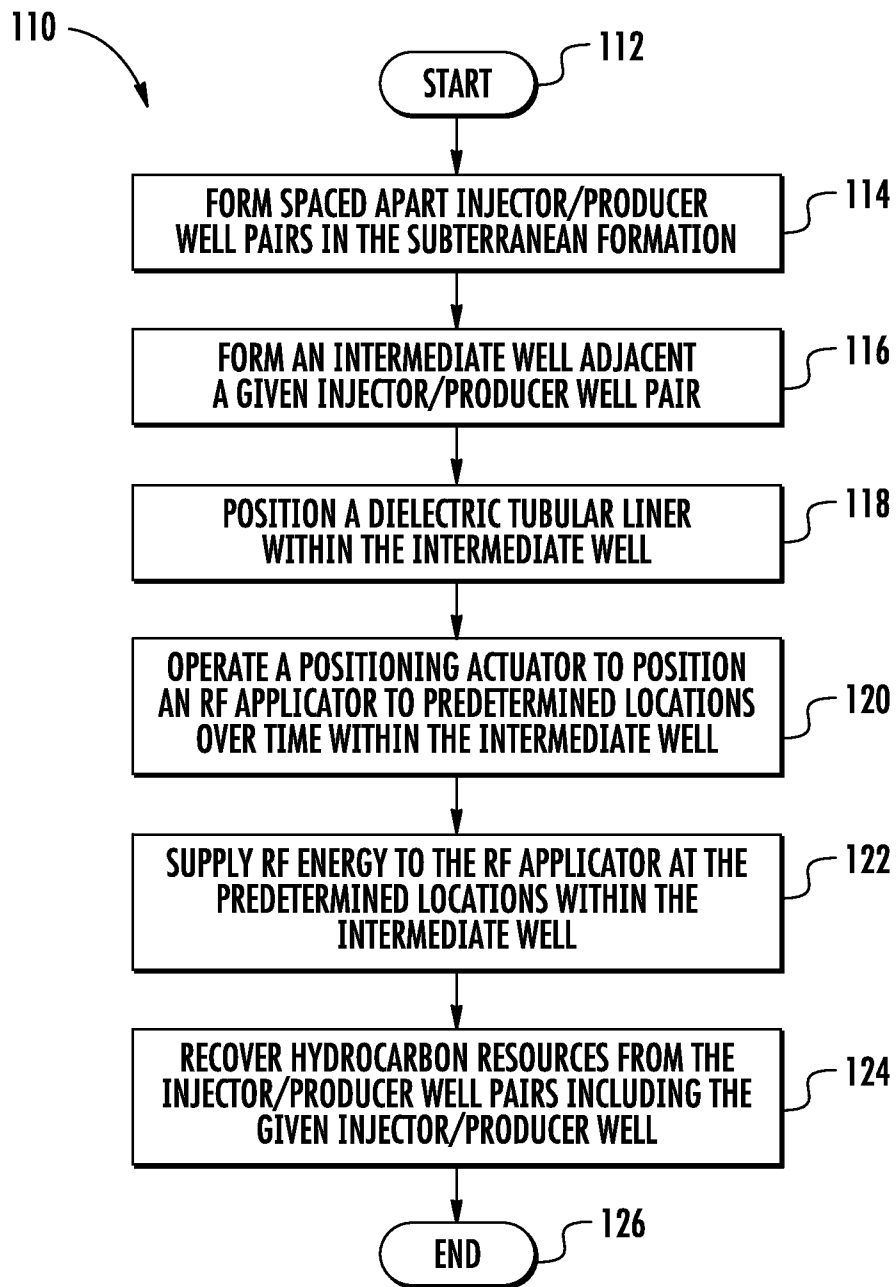 110
START
112
FORM SPACED APART INJECTOR/PRODUCER
WELL PAIRS IN THE SUBTERRANEAN FORMATION
114
FORM AN INTERMEDIATE WELL ADJACENT
A GIVEN INJECTOR/PRODUCER WELL PAIR
116
POSITION A DIELECTRIC TUBULAR LINER
WITHIN THE INTERMEDIATE WELL
118
OPERATE A POSITIONING ACTUATOR TO POSITION
AN RF APPLICATOR TO PREDETERMINED LOCATIONS
OVER TIME WITHIN THE INTERMEDIATE WELL
120
SUPPLY RF ENERGY TO THE RF APPLICATOR AT THE
PREDETERMINED LOCATIONS WITHIN THE
INTERMEDIATE WELL
122
RECOVER HYDROCARBON RESOURCES FROM THE
INJECTOR/PRODUCER WELL PAIRS INCLUDING THE
GIVEN INJECTOR/PRODUCER WELL
124
END
126